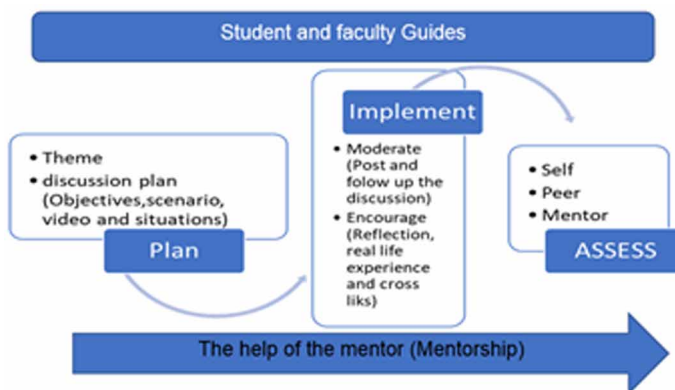 Student and faculty Guides
• Theme
• discussion plan
(Objectives,scenario,
video and situations)
Plan
Implement
• Moderate
(Post and
folow up the
discussion)
• Encourage
(Reflection,
real life
experience
and cross
liks)
• Self
• Peer
• Mentor
ASSESS
The help of the mentor (Mentorship)